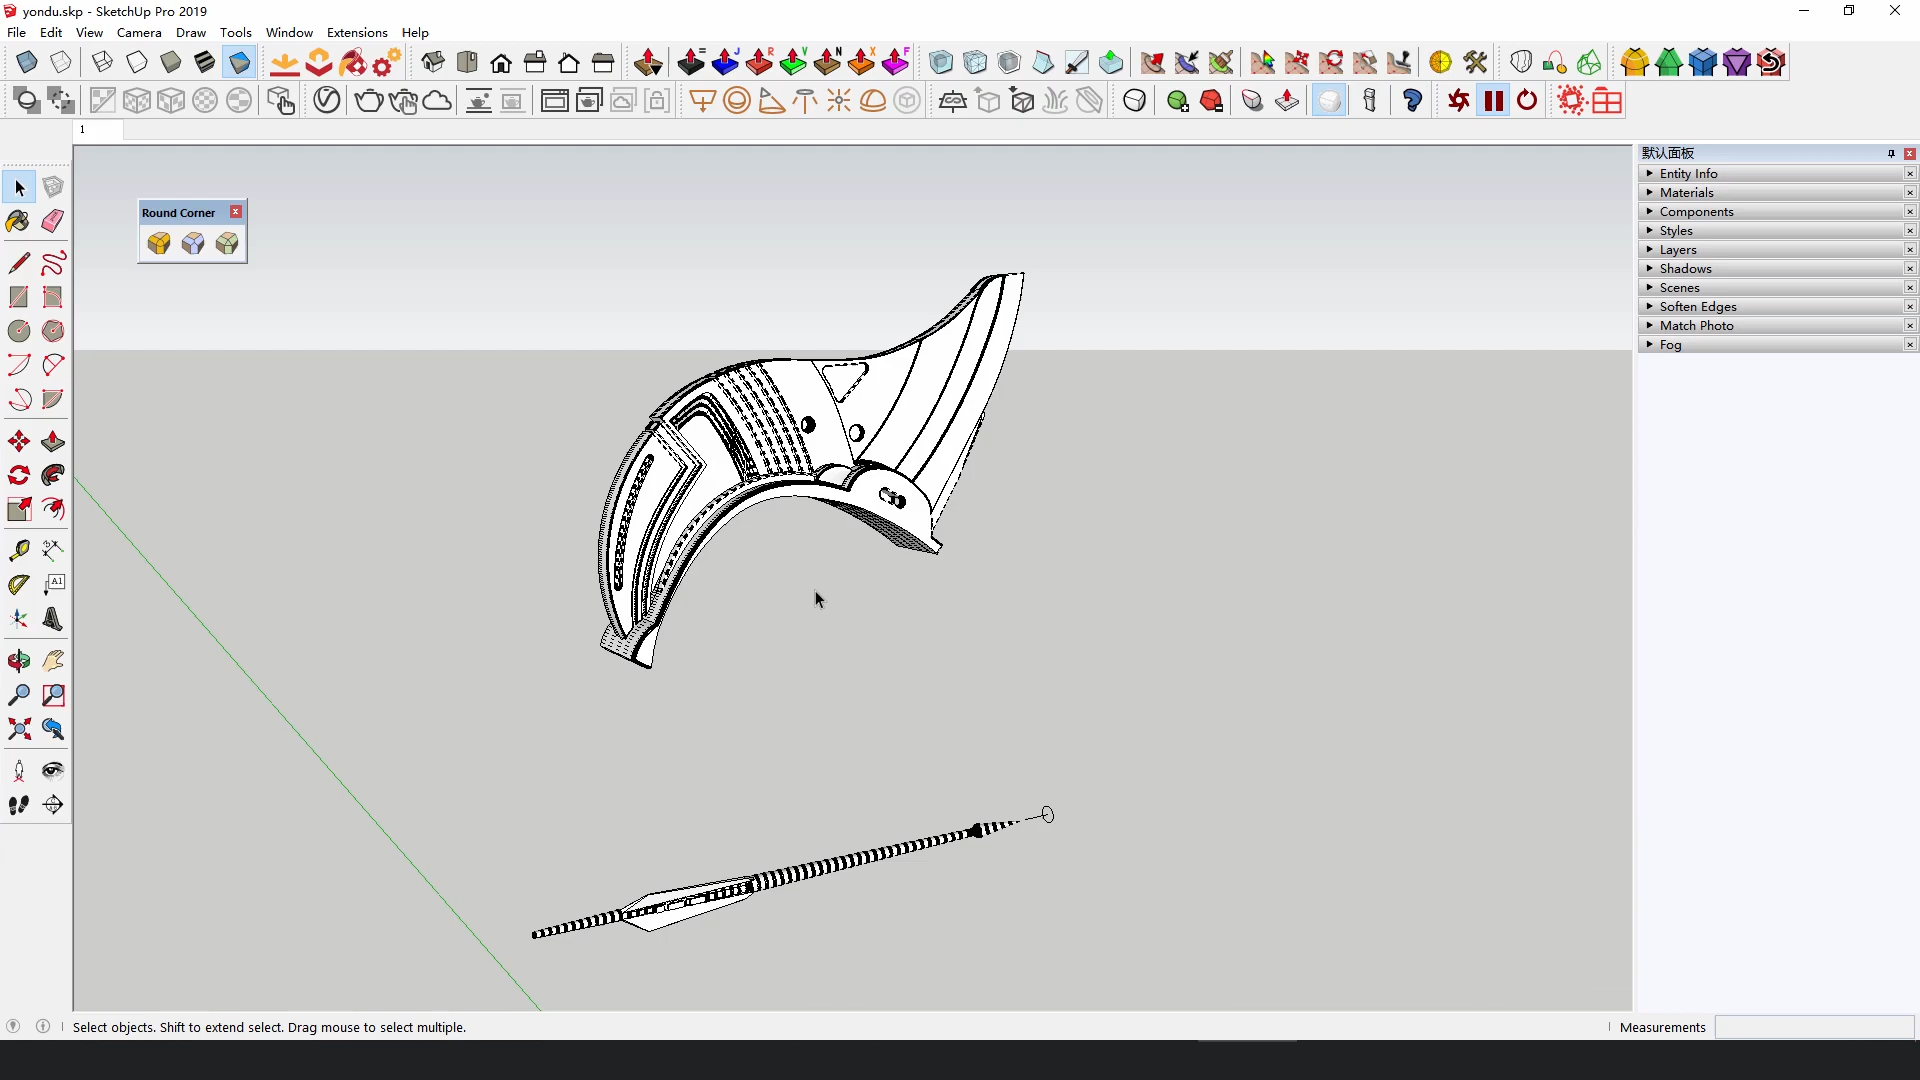 yondu.skp - SketchUp Pro 2019
File Edit View Camera Draw Tools Window Extensions Help
= J R V N X F
1
默认面板
Entity Info
Materials
Components
Styles
Layers
Shadows
Scenes
Soften Edges
Match Photo
Fog
Round Corner
A1
Select objects. Shift to extend select. Drag mouse to select multiple.
Measurements